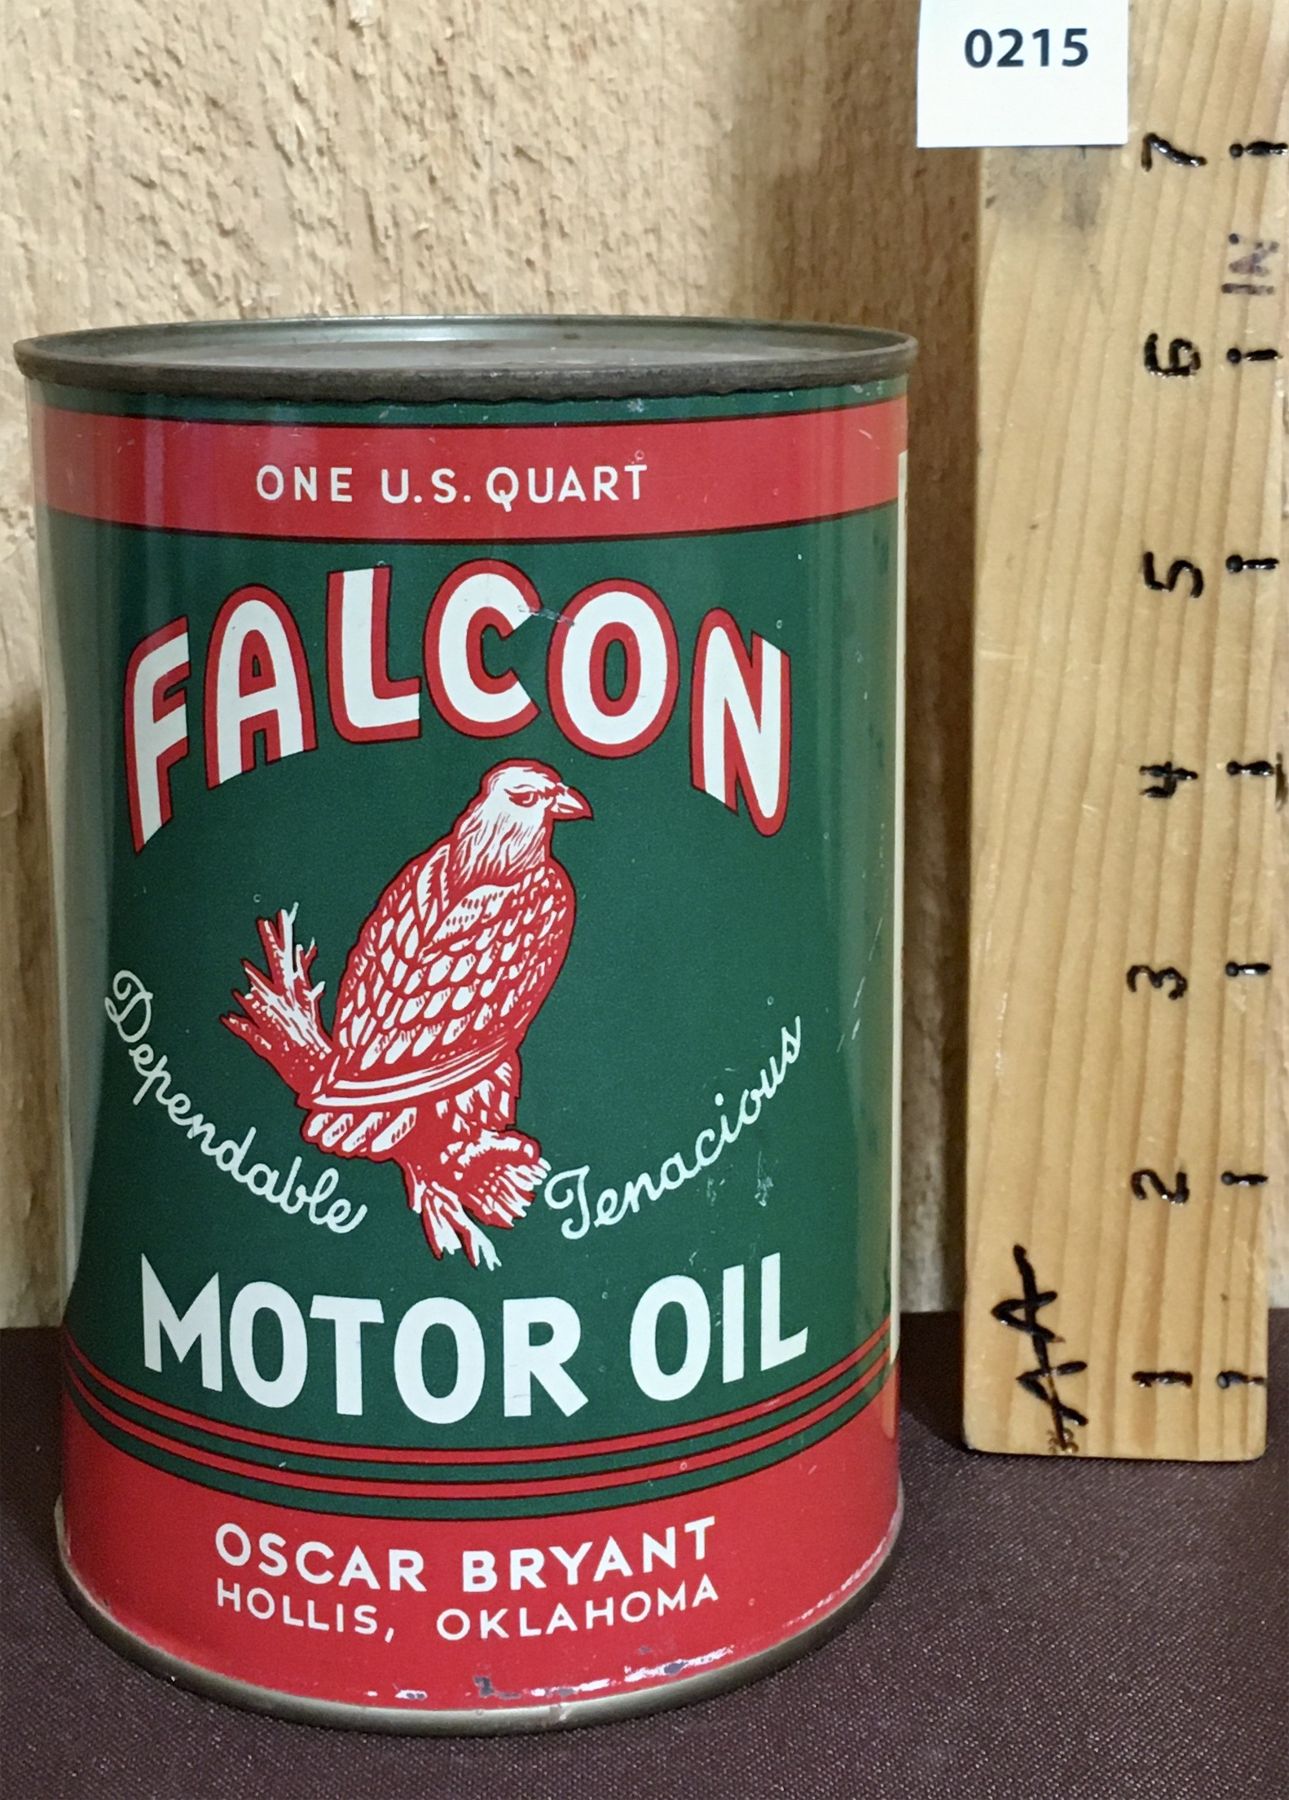 0215
7
IN
6
ONE U.S. QUART
5
FALCON
4
3
Dependable Tenacious
2
MOTOR OIL
AA
1
OSCAR BRYANT
HOLLIS, OKLAHOMA